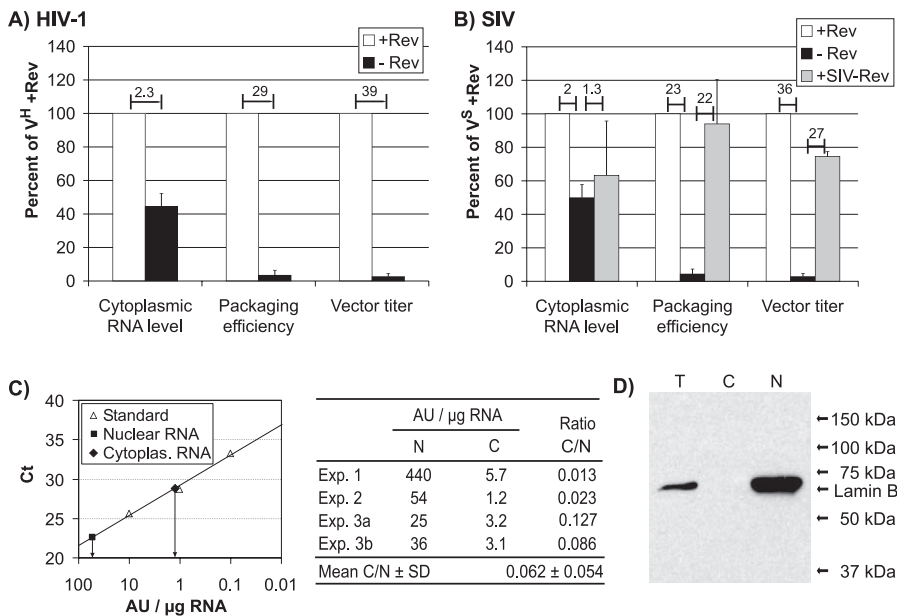 A) HIV-1
Percent of V^H +Rev
140
120
100
80
60
40
20
0
+Rev
- Rev
2.3
29
39
Cytoplasmic RNA level
Packaging efficiency
Vector titer
B) SIV
Percent of V^S +Rev
140
120
100
80
60
40
20
0
+Rev
- Rev
+SIV-Rev
2
1.3
23
22
36
27
Cytoplasmic RNA level
Packaging efficiency
Vector titer
C)
Ct
40
35
30
25
20
Standard
Nuclear RNA
Cytoplas. RNA
100 10 1 0.1 0.01
AU / µg RNA
AU / µg RNA Ratio
N C C/N
Exp. 1 440 5.7 0.013
Exp. 2 54 1.2 0.023
Exp. 3a 25 3.2 0.127
Exp. 3b 36 3.1 0.086
Mean C/N ± SD 0.062 ± 0.054
D)
T C N
150 kDa
100 kDa
75 kDa
Lamin B
50 kDa
37 kDa